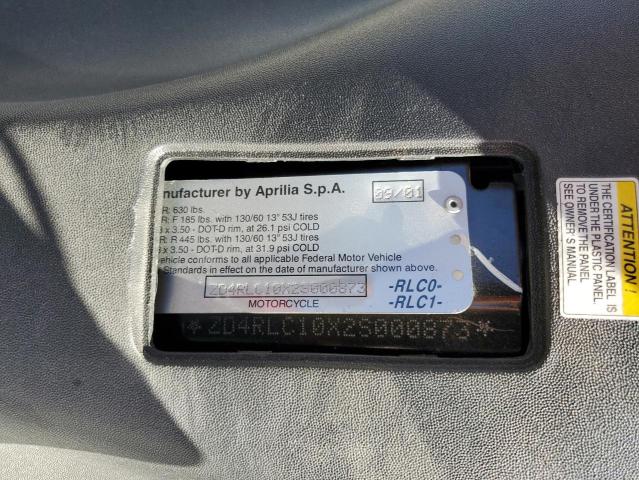 nufacturer by Aprilia S.p.A. 09/01
R: 630 lbs.
R: F 185 lbs. with 130/60 13" 53J tires
3 x 3.50 - DOT-D rim, at 26.1 psi COLD
R: R 445 lbs. with 130/60 13" 53J tires
3 x 3.50 - DOT-D rim, at 31.9 psi COLD
ehicle conforms to all applicable Federal Motor Vehicle
Standards in effect on the date of manufacturer shown above.
ZD4RLC10X2S000873 -RLC0-
MOTORCYCLE -RLC1-
*ZD4RLC10X2S000873*
ATTENTION!
THE CERTIFICATION LABEL IS
UNDER THE PLASTIC PANEL.
TO REMOVE THE PANEL
SEE OWNER'S MANUAL.